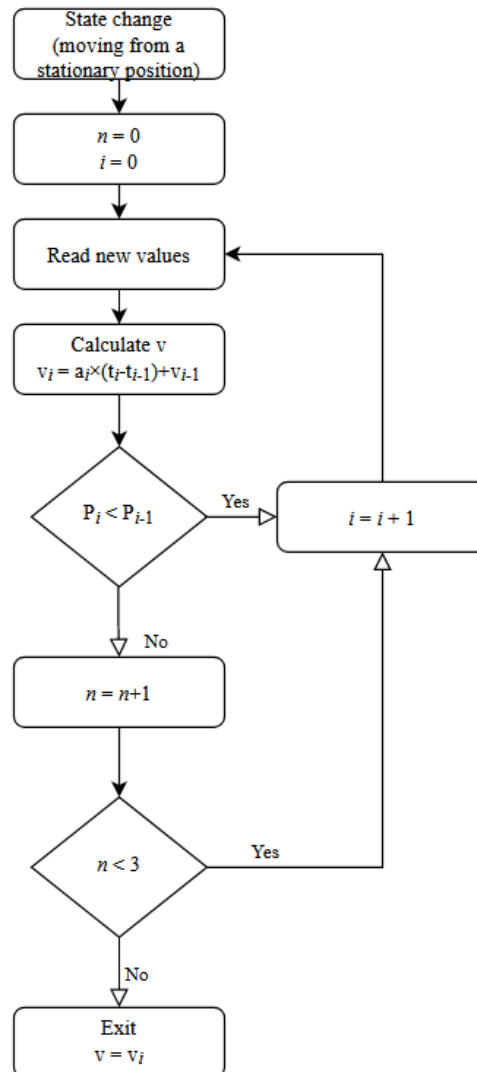 State change
(moving from a
stationary position)
n = 0
i = 0
Read new values
Calculate v
vᵢ = aᵢ×(tᵢ-tᵢ₋₁)+vᵢ₋₁
Pᵢ < Pᵢ₋₁
Yes
i = i + 1
No
n = n+1
n < 3
Yes
No
Exit
v = vᵢ